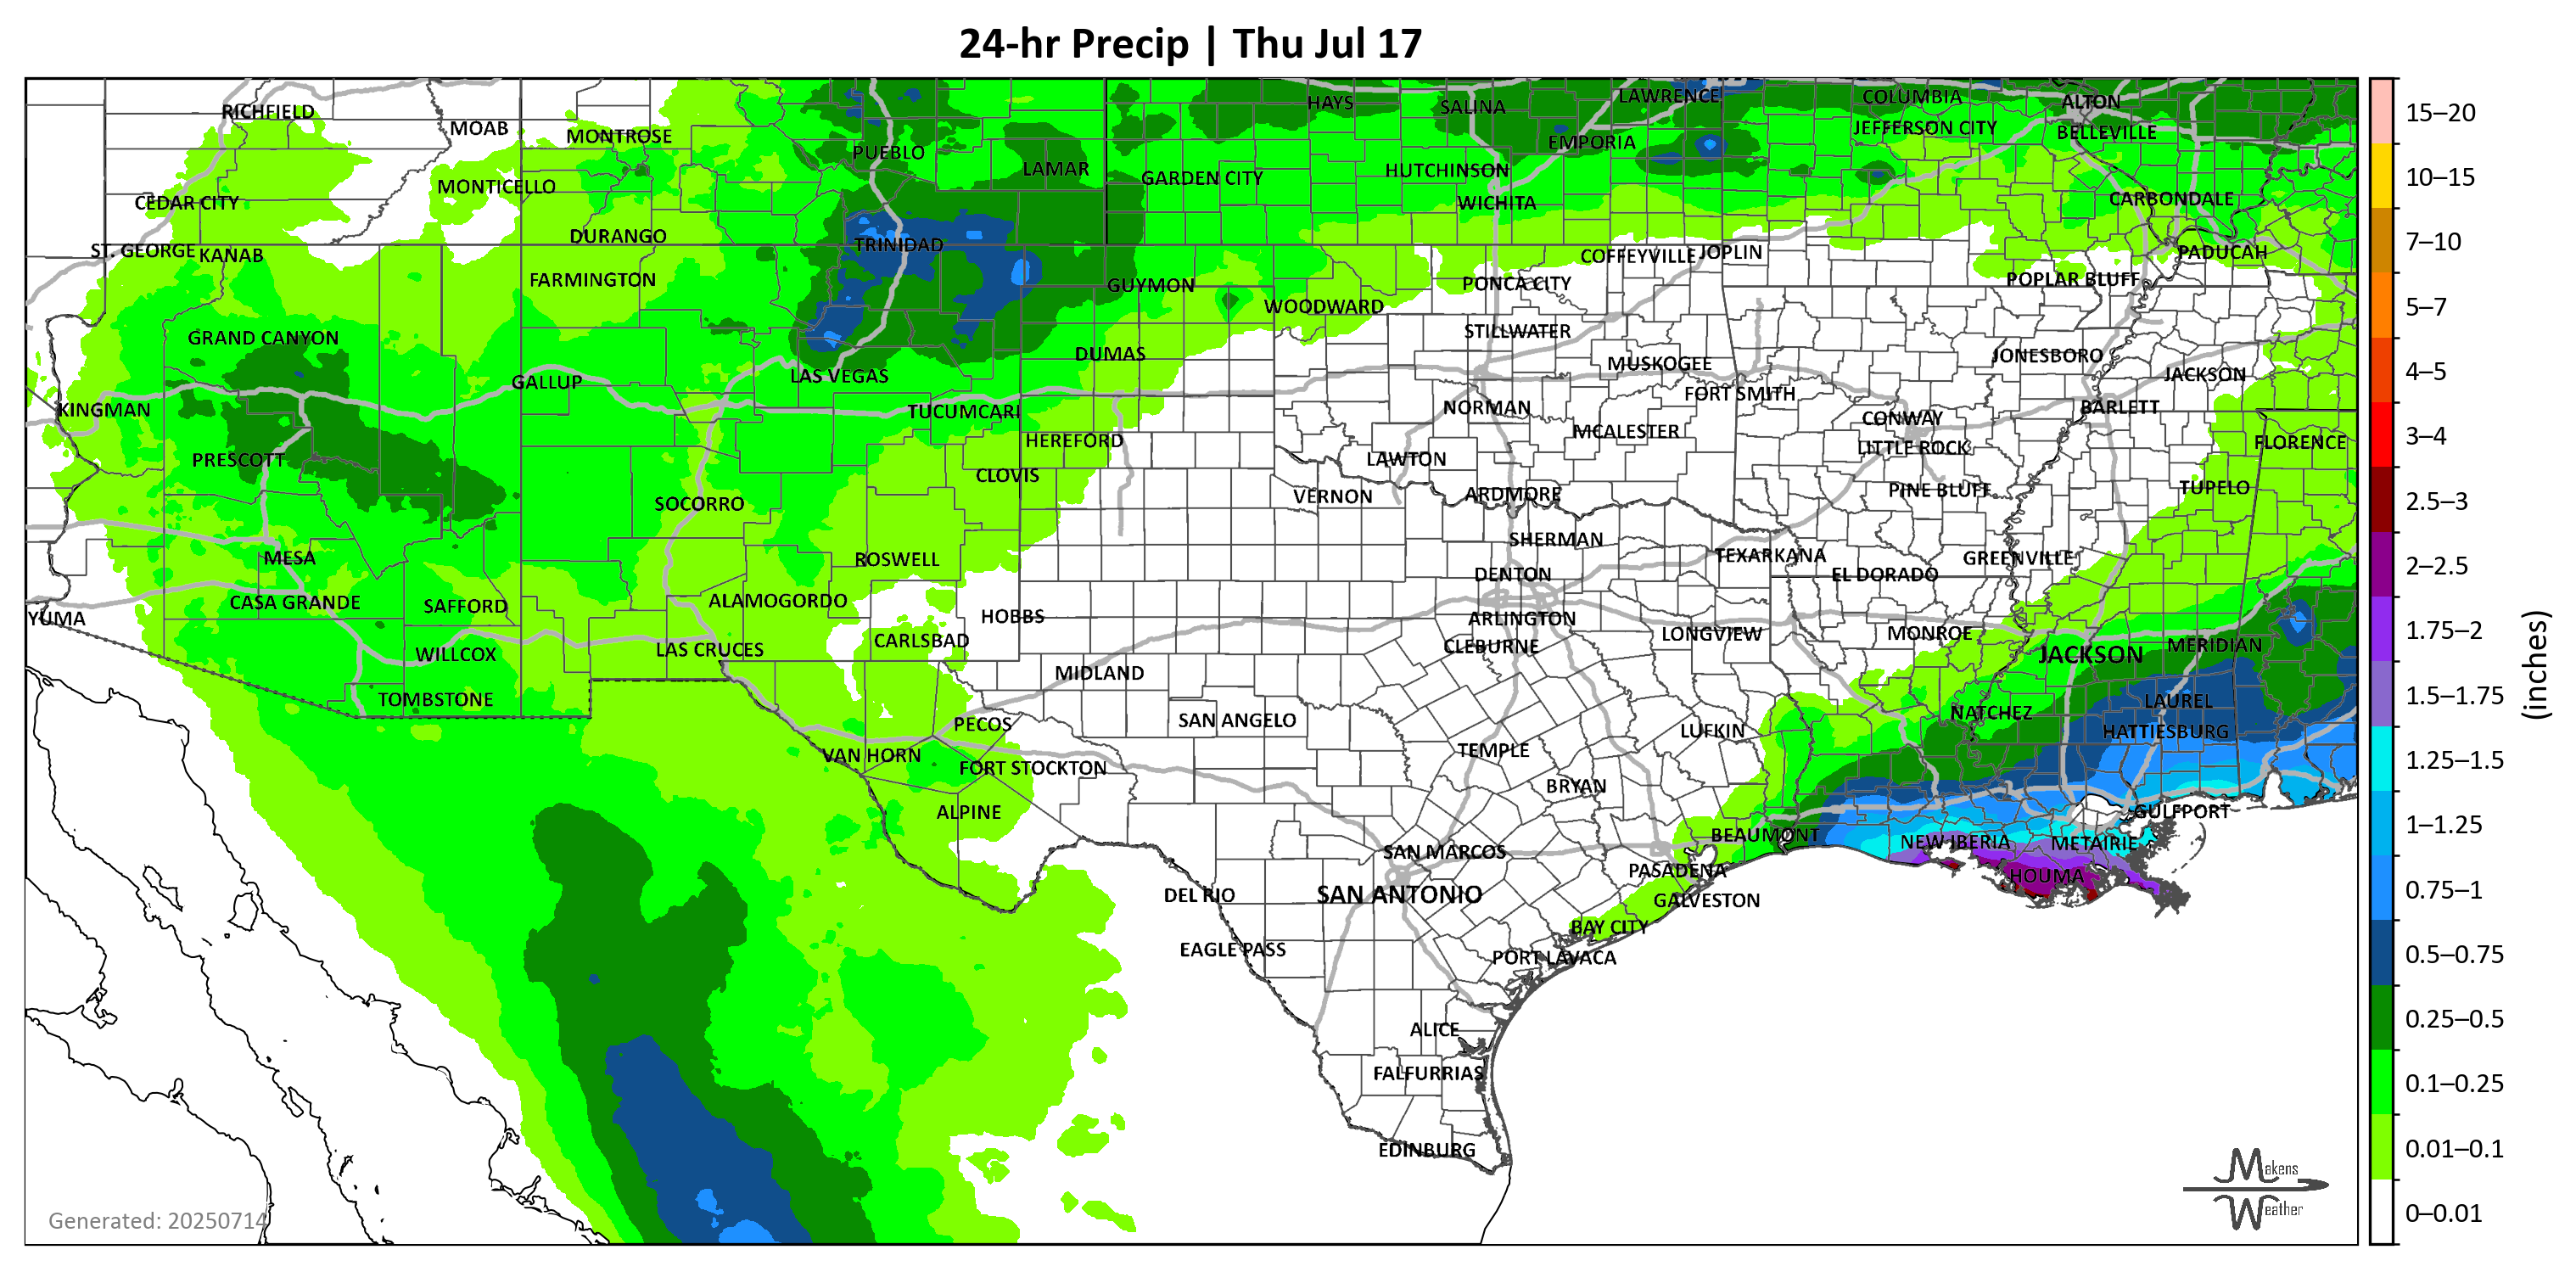 24-hr Precip | Thu Jul 17
RICHFIELD
MOAB
MONTROSE
PUEBLO
LAMAR
HAYS
SALINA
LAWRENCE
COLUMBIA
ALTON
EMPORIA
JEFFERSON CITY
BELLEVILLE
MONTICELLO
GARDEN CITY
HUTCHINSON
CEDAR CITY
WICHITA
CARBONDALE
DURANGO
TRINIDAD
ST. GEORGE
KANAB
COFFEYVILLE
JOPLIN
PADUCAH
FARMINGTON
GUYMON
PONCA CITY
POPLAR BLUFF
WOODWARD
GRAND CANYON
STILLWATER
DUMAS
MUSKOGEE
JONESBORO
GALLUP
LAS VEGAS
FORT SMITH
JACKSON
KINGMAN
TUCUMCARI
NORMAN
CONWAY
BARLETT
HEREFORD
MCALESTER
LITTLE ROCK
FLORENCE
PRESCOTT
CLOVIS
LAWTON
SOCORRO
VERNON
ARDMORE
PINE BLUFF
TUPELO
MESA
ROSWELL
SHERMAN
TEXARKANA
GREENVILLE
DENTON
EL DORADO
CASA GRANDE
SAFFORD
ALAMOGORDO
YUMA
HOBBS
ARLINGTON
WILLCOX
LAS CRUCES
CARLSBAD
CLEBURNE
LONGVIEW
MONROE
JACKSON
MERIDIAN
MIDLAND
TOMBSTONE
PECOS
SAN ANGELO
NATCHEZ
LAUREL
VAN HORN
FORT STOCKTON
TEMPLE
LUFKIN
HATTIESBURG
BRYAN
ALPINE
BEAUMONT
NEW IBERIA
METAIRIE
GULFPORT
SAN MARCOS
PASADENA
HOUMA
DEL RIO
SAN ANTONIO
GALVESTON
EAGLE PASS
BAY CITY
PORT LAVACA
ALICE
FALFURRIAS
EDINBURG
Generated: 20250714
Makens
Weather
15–20
10–15
7–10
5–7
4–5
3–4
2.5–3
2–2.5
1.75–2
1.5–1.75
1.25–1.5
1–1.25
0.75–1
0.5–0.75
0.25–0.5
0.1–0.25
0.01–0.1
0–0.01
(inches)